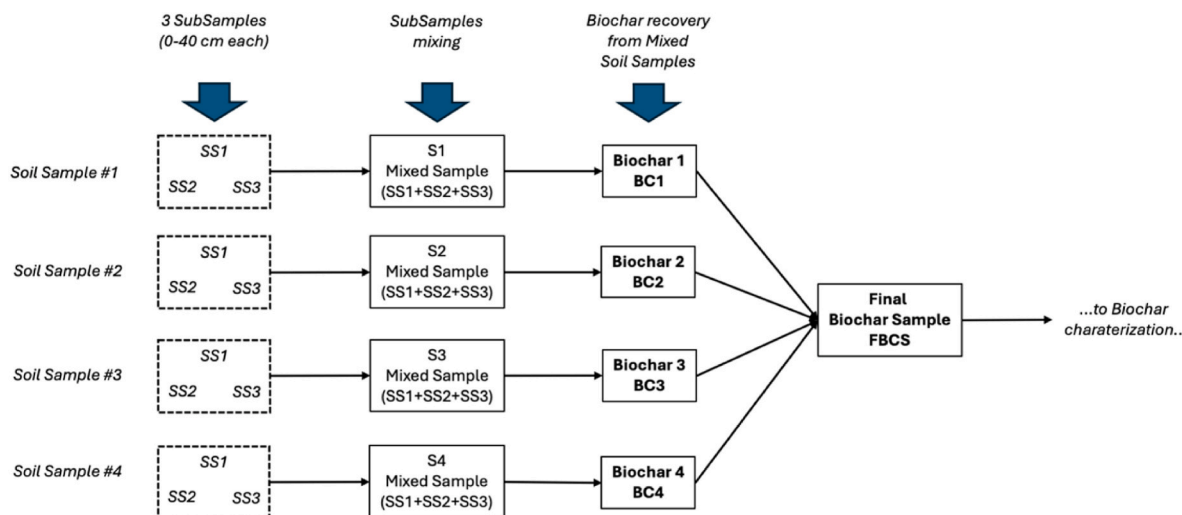 3 SubSamples
(0-40 cm each)
SubSamples
mixing
Biochar recovery
from Mixed
Soil Samples
Soil Sample #1
SS1
SS2 SS3
S1
Mixed Sample
(SS1+SS2+SS3)
Biochar 1
BC1
Soil Sample #2
SS1
SS2 SS3
S2
Mixed Sample
(SS1+SS2+SS3)
Biochar 2
BC2
Soil Sample #3
SS1
SS2 SS3
S3
Mixed Sample
(SS1+SS2+SS3)
Biochar 3
BC3
Soil Sample #4
SS1
SS2 SS3
S4
Mixed Sample
(SS1+SS2+SS3)
Biochar 4
BC4
Final
Biochar Sample
FBCS
...to Biochar
charaterization..